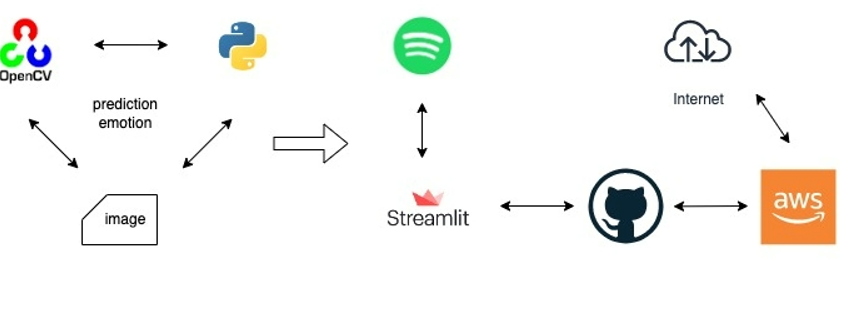 OpenCV
prediction
emotion
image
Streamlit
Internet
aws